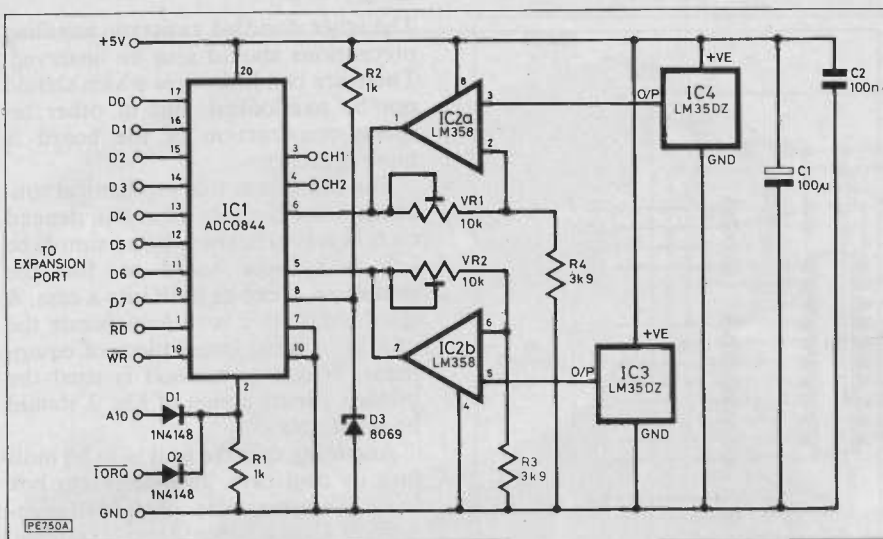 +5V
D0
D1
D2
D3
D4
D5
D6
D7
RD
WR
TO
EXPANSION
PORT
A10
IORQ
GND
17
16
15
14
13
12
11
9
1
19
20
3
4
6
5
8
7
10
2
CH1
CH2
IC1
ADC0844
D1
1N4148
D2
1N4148
R1
1k
R2
1k
D3
8069
IC2a
LM358
8
1
3
2
VR1
10k
VR2
10k
IC2b
LM358
7
6
5
4
R4
3k9
R3
3k9
O/P
+VE
IC4
LM35DZ
GND
O/P
+VE
IC3
LM35DZ
GND
C1
100µ
C2
100n
PE750A